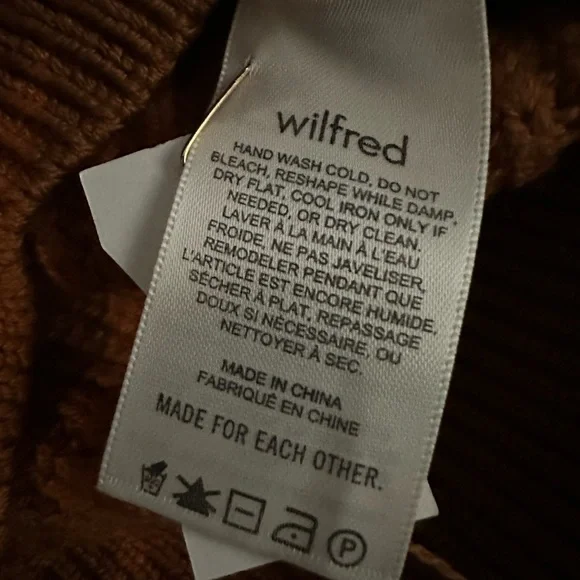 wilfred
HAND WASH COLD, DO NOT
BLEACH, RESHAPE WHILE DAMP,
DRY FLAT, COOL IRON ONLY IF
NEEDED, OR DRY CLEAN.
LAVER À LA MAIN À L'EAU
FROIDE, NE PAS JAVELISER,
REMODELER PENDANT QUE
L'ARTICLE EST ENCORE HUMIDE,
SÉCHER À PLAT, REPASSAGE
DOUX SI NÉCESSAIRE, OU
NETTOYER À SEC.
MADE IN CHINA
FABRIQUÉ EN CHINE
MADE FOR EACH OTHER.
P